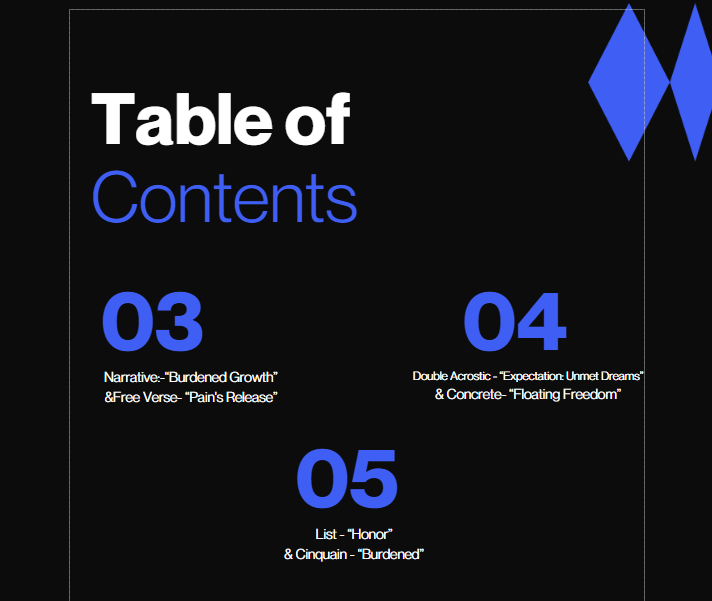 Table of
Contents
03
Narrative:-“Burdened Growth”
&Free Verse- “Pain's Release”
04
Double Acrostic - “Expectation: Unmet Dreams”
& Concrete- “Floating Freedom”
05
List - “Honor”
& Cinquain - “Burdened”